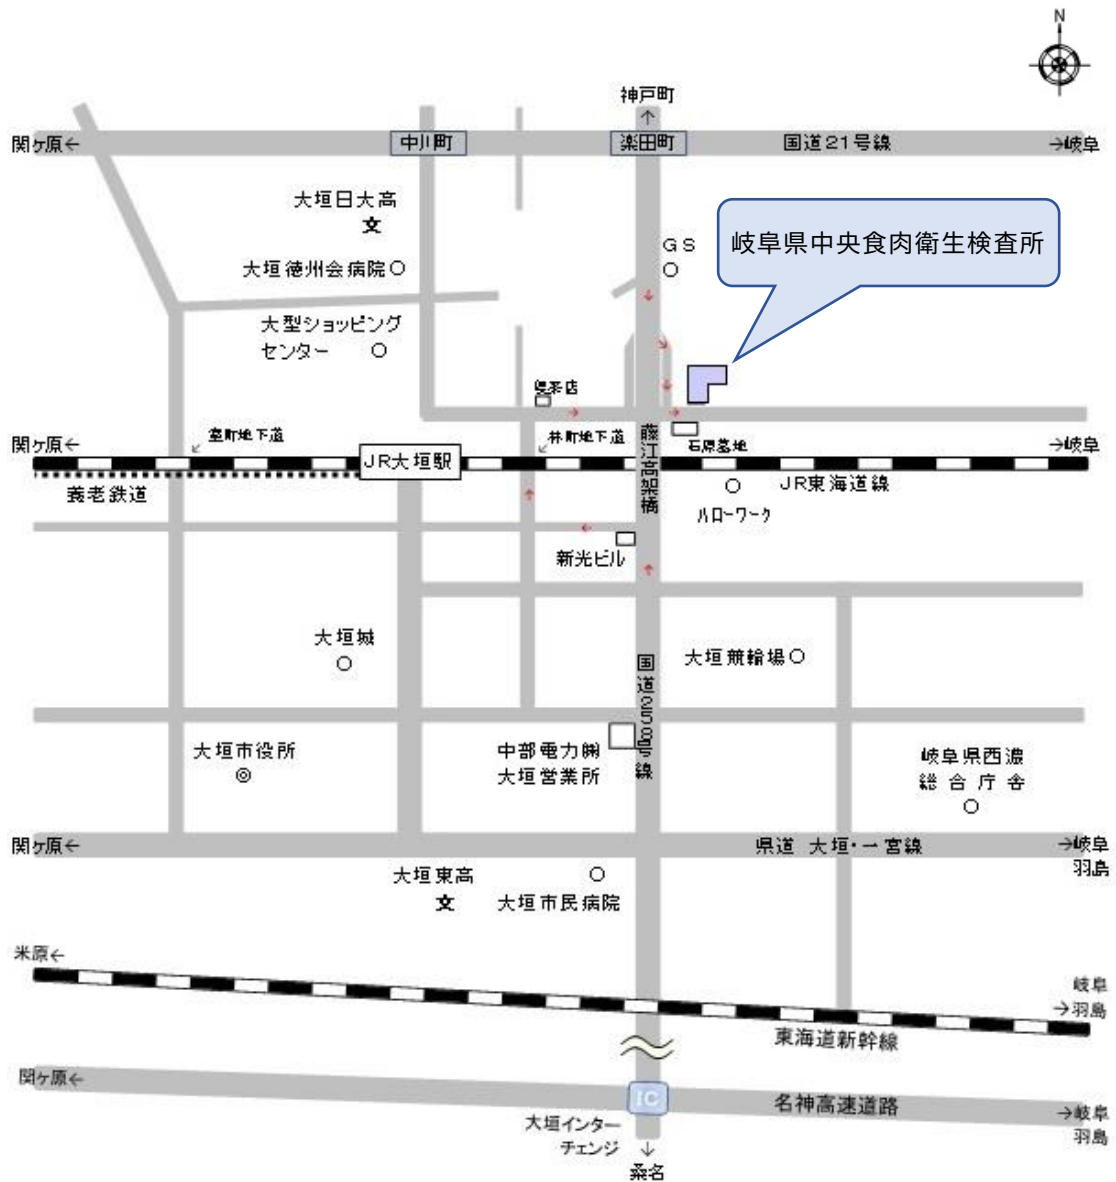 N
神戸町
↑
関ケ原←
中川町
楽田町
国道21号線
→岐阜
大垣日大高
文
GS
岐阜県中央食肉衛生検査所
大垣徳州会病院
大型ショッピング
センター
喫茶店
関ケ原←
室町地下道
林町地下道
石原墓地
→岐阜
JR大垣駅
藤江高架橋
養老鉄道
JR東海道線
ハローワーク
新光ビル
大垣城
大垣競輪場
国道258号線
大垣市役所
中部電力㈱
大垣営業所
岐阜県西濃
総合庁舎
関ケ原←
県道 大垣・一宮線
→岐阜
羽島
大垣東高
文
大垣市民病院
米原←
岐阜
→羽島
東海道新幹線
関ケ原←
IC
名神高速道路
→岐阜
羽島
大垣インター
チェンジ
↓
桑名